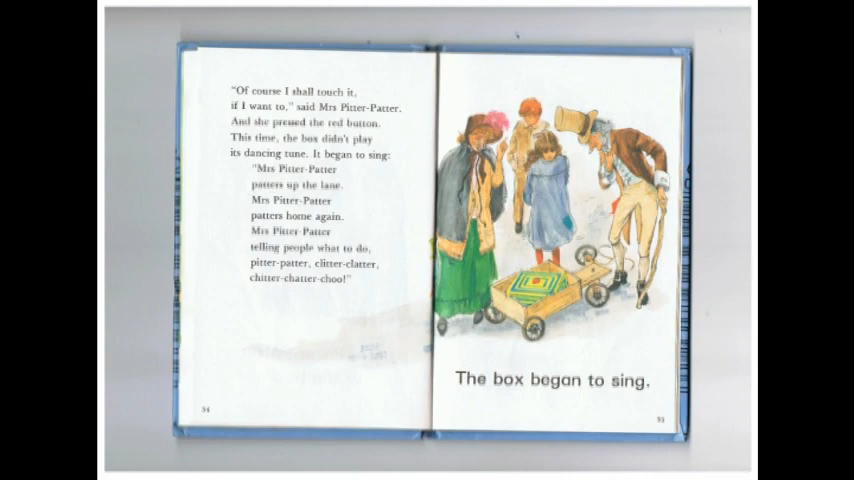 "Of course I shall touch it,
if I want to," said Mrs Pitter-Patter.
And she pressed the red button.
This time, the box didn't play
its dancing tune. It began to sing:
"Mrs Pitter-Patter
patters up the lane.
Mrs Pitter-Patter
patters home again.
Mrs Pitter-Patter
telling people what to do,
pitter-patter, clitter-clatter,
chitter-chatter-choo!"
54
The box began to sing.
55